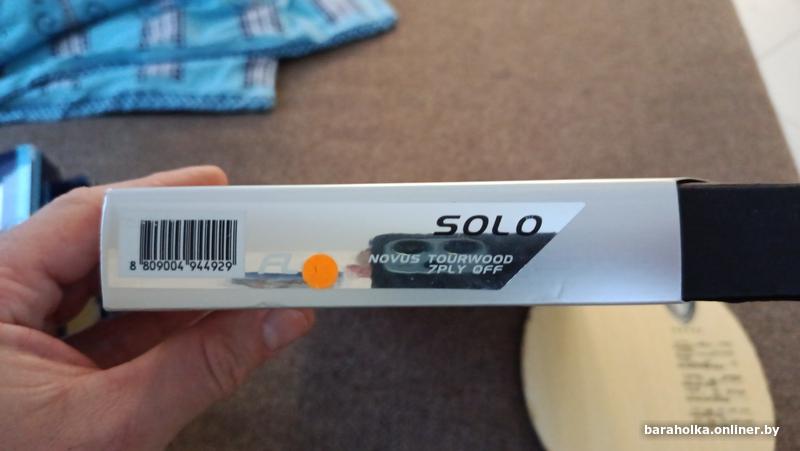 SOLO
NOVUS TOURWOOD
7PLY OFF
8 809004 944929
baraholka.onliner.by